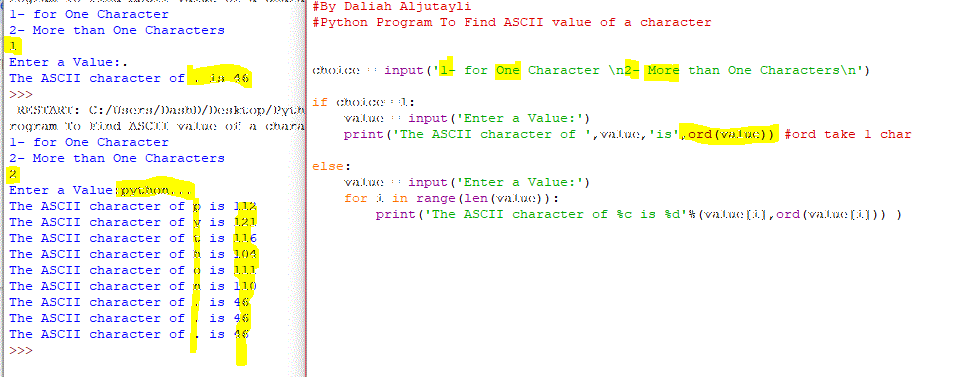 1- for One Character
2- More than One Characters
1
Enter a Value:.
The ASCII character of . is 46
>>>
RESTART: C:/Users/DashD/Desktop/Pyth
rogram To Find ASCII value of a chara
1- for One Character
2- More than One Characters
2
Enter a Value:python...
The ASCII character of p is 112
The ASCII character of y is 121
The ASCII character of t is 116
The ASCII character of h is 104
The ASCII character of o is 111
The ASCII character of n is 110
The ASCII character of . is 46
The ASCII character of . is 46
The ASCII character of . is 46
>>>
#By Daliah Aljutayli
#Python Program To Find ASCII value of a character
choice = input('1- for One Character \n2- More than One Characters\n')
if choice=1:
value = input('Enter a Value:')
print('The ASCII character of ',value,'is',ord(value)) #ord take 1 char
else:
value = input('Enter a Value:')
for i in range(len(value)):
print('The ASCII character of %c is %d'%(value[i],ord(value[i])) )